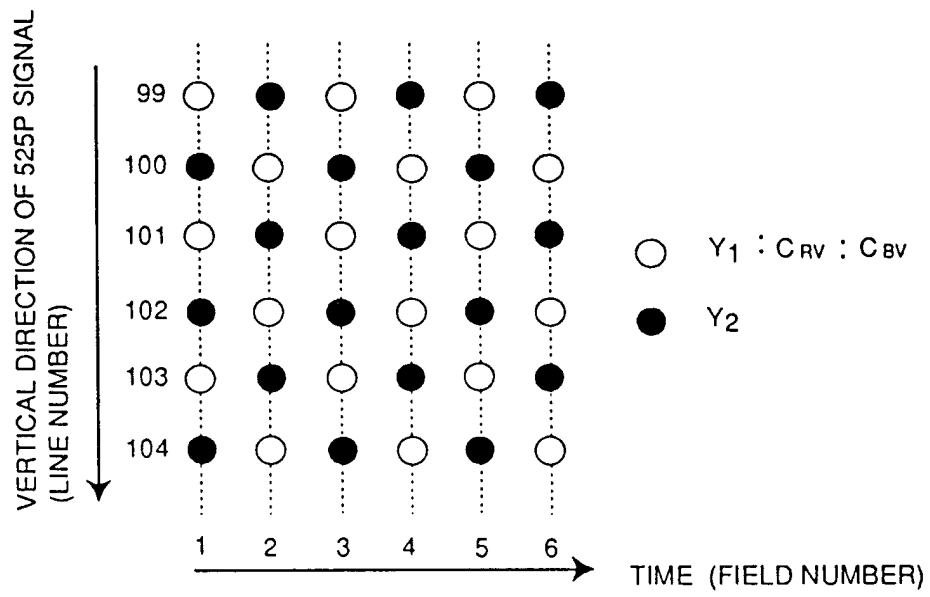 VERTICAL DIRECTION OF 525P SIGNAL
(LINE NUMBER)
99
100
101
102
103
104
Y1 : CRV : CBV
Y2
1 2 3 4 5 6
TIME (FIELD NUMBER)